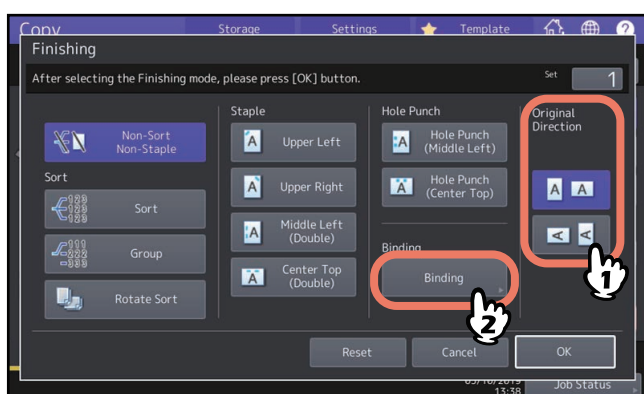 Copy
Storage
Settings
Template
?
Finishing
After selecting the Finishing mode, please press [OK] button.
Set
1
Non-Sort
Non-Staple
Sort
Sort
Group
Rotate Sort
Staple
Upper Left
Upper Right
Middle Left
(Double)
Center Top
(Double)
Hole Punch
Hole Punch
(Middle Left)
Hole Punch
(Center Top)
Binding
Binding
2
Original
Direction
A A
A A
1
Reset
Cancel
OK
13:38
Job Status